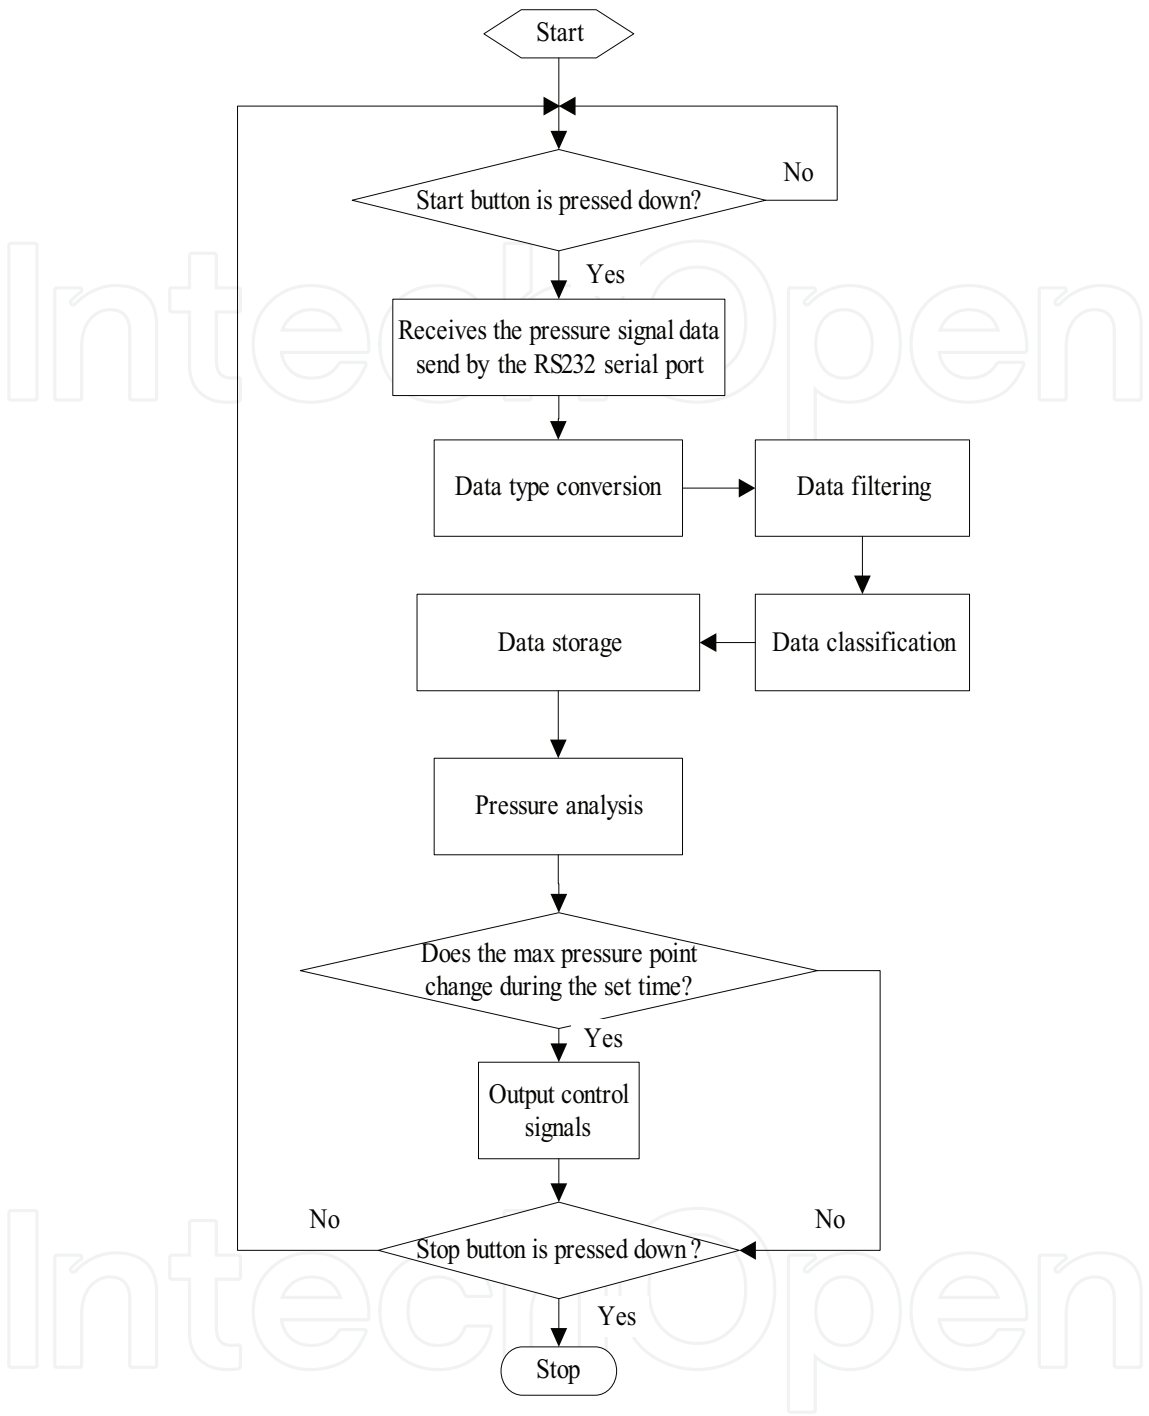 Start
No
Start button is pressed down?
Yes
Receives the pressure signal data
send by the RS232 serial port
Data type conversion
Data filtering
Data storage
Data classification
Pressure analysis
Does the max pressure point
change during the set time?
Yes
Output control
signals
No
No
Stop button is pressed down?
Yes
Stop
IntechOpen
IntechOpen